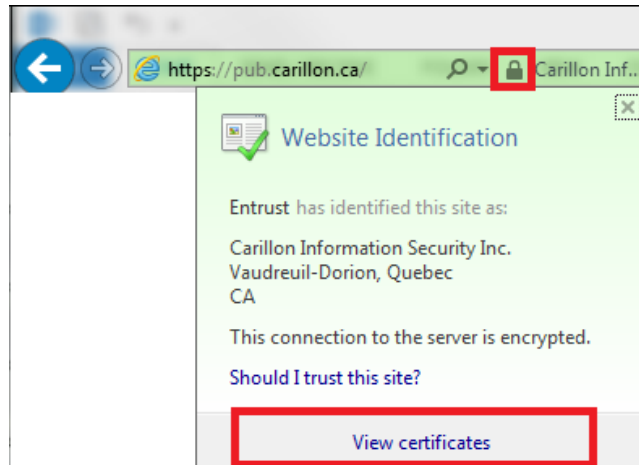 https://pub.carillon.ca/ Carillon Inf...
Website Identification
Entrust has identified this site as:
Carillon Information Security Inc.
Vaudreuil-Dorion, Quebec
CA
This connection to the server is encrypted.
Should I trust this site?
View certificates